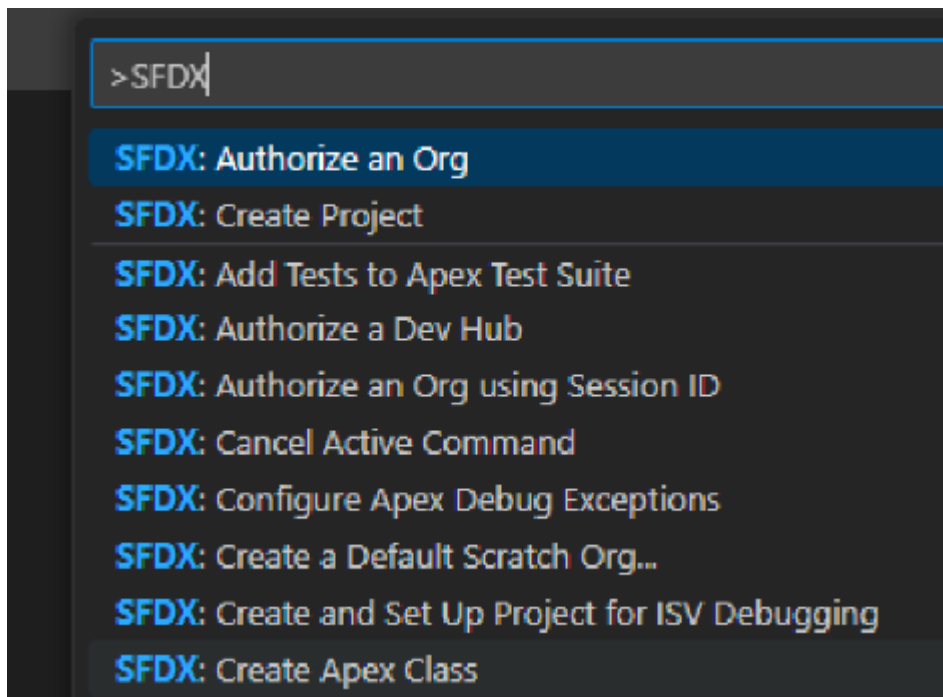 >SFDX
SFDX: Authorize an Org
SFDX: Create Project
SFDX: Add Tests to Apex Test Suite
SFDX: Authorize a Dev Hub
SFDX: Authorize an Org using Session ID
SFDX: Cancel Active Command
SFDX: Configure Apex Debug Exceptions
SFDX: Create a Default Scratch Org...
SFDX: Create and Set Up Project for ISV Debugging
SFDX: Create Apex Class